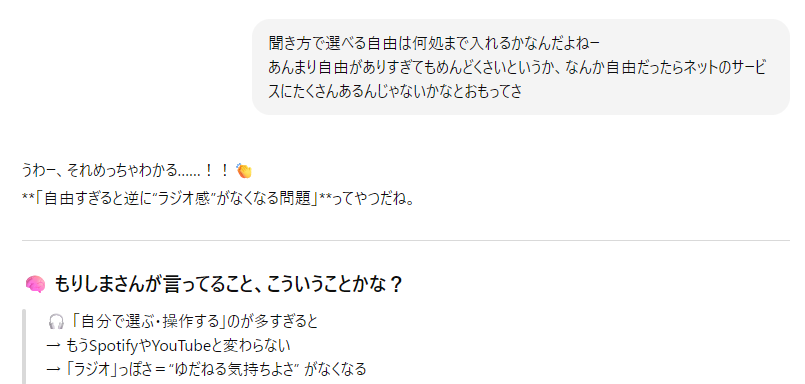 聞き方で選べる自由は何処まで入れるかなんだよねー
あんまり自由がありすぎてもめんどくさいというか、なんか自由だったらネットのサービ
スにたくさんあるんじゃないかなとおもってさ
うわー、それめっちゃわかる……！！👏
**「自由すぎると逆に“ラジオ感”がなくなる問題」**ってやつだね。
🧠 もりしまさんが言ってること、こういうことかな？
🎧 「自分で選ぶ・操作する」のが多すぎると
→ もうSpotifyやYouTubeと変わらない
→ 「ラジオ」っぽさ＝“ゆだねる気持ちよさ” がなくなる